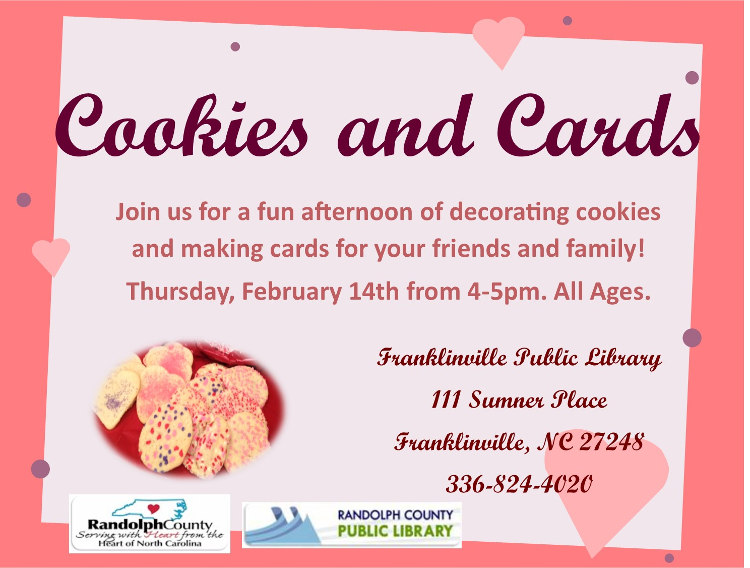 Cookies and Cards
Join us for a fun afternoon of decorating cookies
and making cards for your friends and family!
Thursday, February 14th from 4-5pm. All Ages.
Franklinville Public Library
111 Sumner Place
Franklinville, NC 27248
336-824-4020
RandolphCounty
Serving with Heart from the
Heart of North Carolina
RANDOLPH COUNTY
PUBLIC LIBRARY